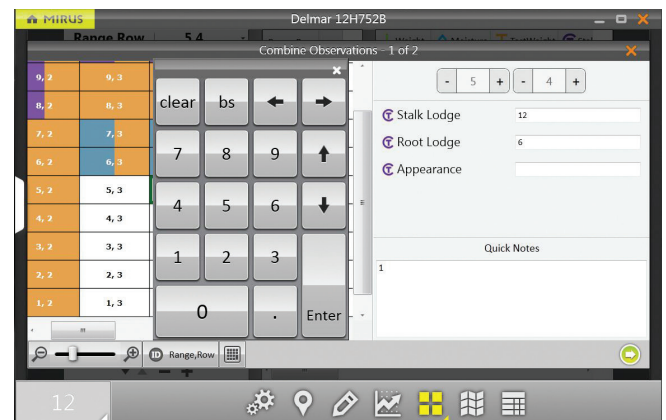 MIRUS
Delmar 12H752B
Range Row 5 4
Combine Observations - 1 of 2
9, 2 9, 3
8, 2 8, 3
7, 2 7, 3
6, 2 6, 3
5, 2 5, 3
4, 2 4, 3
3, 2 3, 3
2, 2 2, 3
1, 2 1, 3
clear bs
7 8 9
4 5 6
1 2 3
0 . Enter
- 5 + - 4 +
Stalk Lodge 12
Root Lodge 6
Appearance
Quick Notes
1
ID Range,Row
12